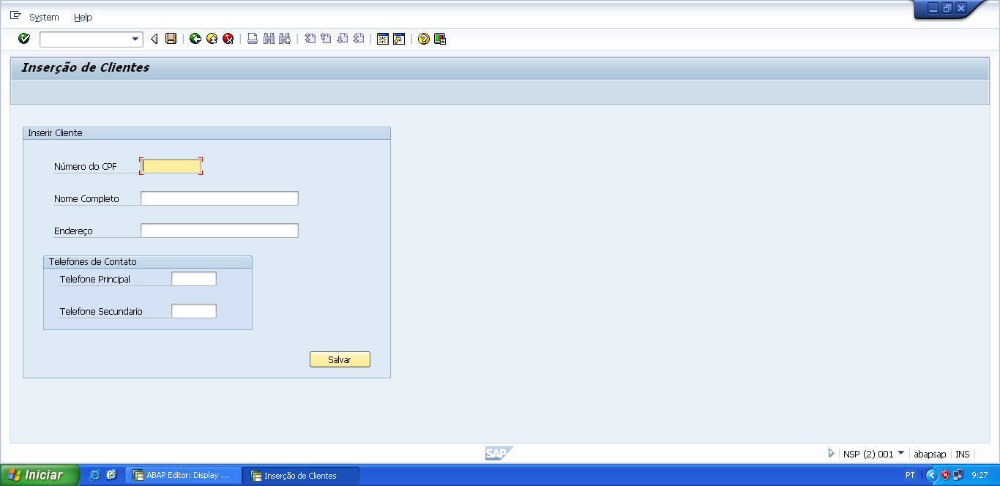 System Help
Inserção de Clientes
Inserir Cliente
Número do CPF
Nome Completo
Endereço
Telefones de Contato
Telefone Principal
Telefone Secundario
Salvar
SAP
NSP (2) 001 abapsap INS
Iniciar ABAP Editor: Display ... Inserção de Clientes PT 9:27